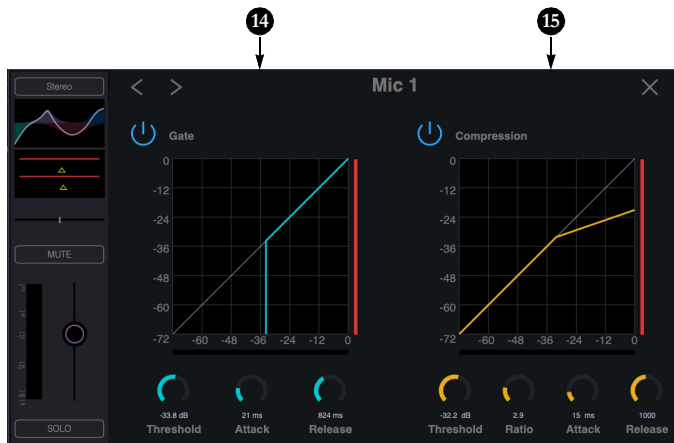 14
15
Stereo
Mic 1
Gate
Compression
0
-12
-24
-36
-48
-60
-72
-60 -48 -36 -24 -12 0
0
-12
-24
-36
-48
-60
-72
-60 -48 -36 -24 -12 0
MUTE
-33.8 dB
21 ms
824 ms
Threshold
Attack
Release
-32.2 dB
2.9
15 ms
1000
Threshold
Ratio
Attack
Release
SOLO